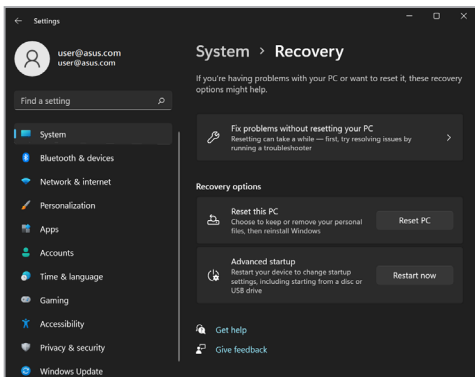 Settings
user@asus.com
user@asus.com
Find a setting
System
Bluetooth & devices
Network & internet
Personalization
Apps
Accounts
Time & language
Gaming
Accessibility
Privacy & security
Windows Update
System > Recovery
If you're having problems with your PC or want to reset it, these recovery
options might help.
Fix problems without resetting your PC
Resetting can take a while — first, try resolving issues by
running a troubleshooter
Recovery options
Reset this PC
Choose to keep or remove your personal
files, then reinstall Windows
Reset PC
Advanced startup
Restart your device to change startup
settings, including starting from a disc or
USB drive
Restart now
Get help
Give feedback